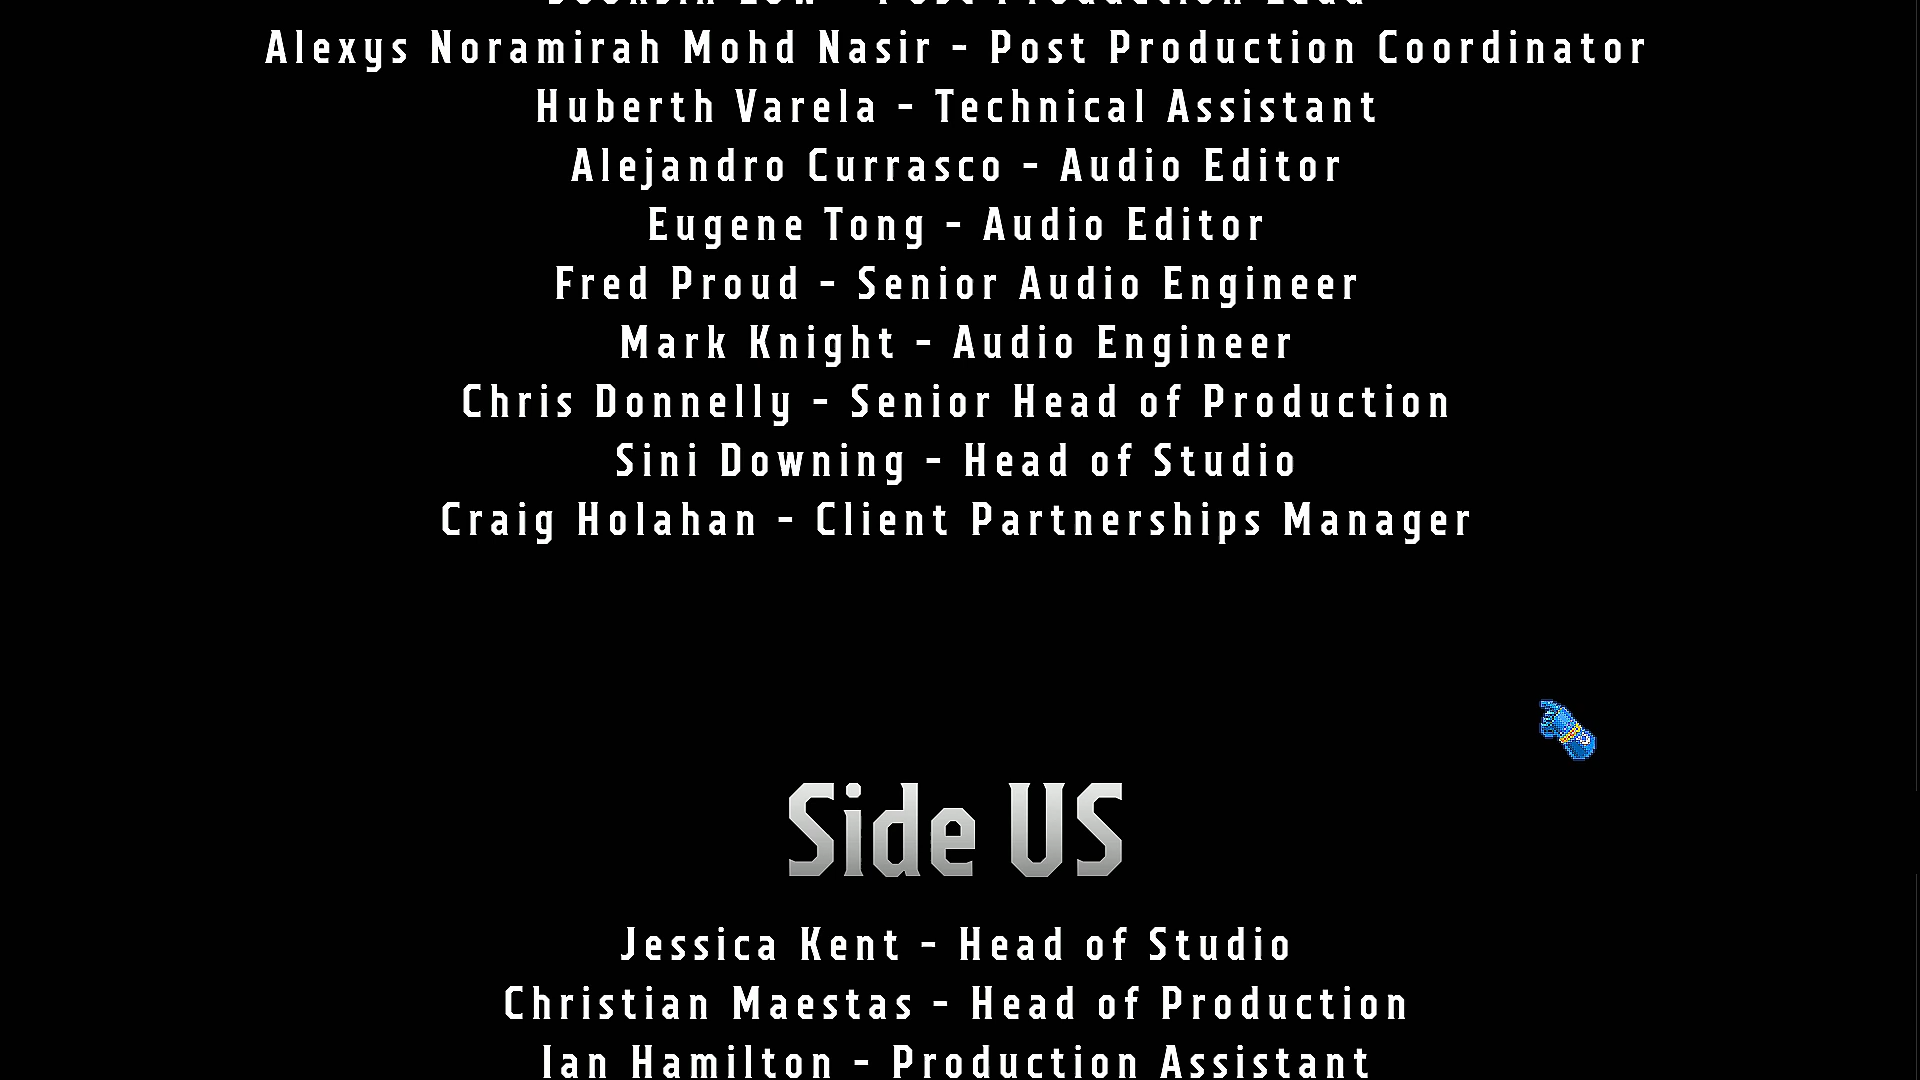 Post Production Lead
Alexys Noramirah Mohd Nasir - Post Production Coordinator
Huberth Varela - Technical Assistant
Alejandro Currasco - Audio Editor
Eugene Tong - Audio Editor
Fred Proud - Senior Audio Engineer
Mark Knight - Audio Engineer
Chris Donnelly - Senior Head of Production
Sini Downing - Head of Studio
Craig Holahan - Client Partnerships Manager
Side US
Jessica Kent - Head of Studio
Christian Maestas - Head of Production
Ian Hamilton - Production Assistant